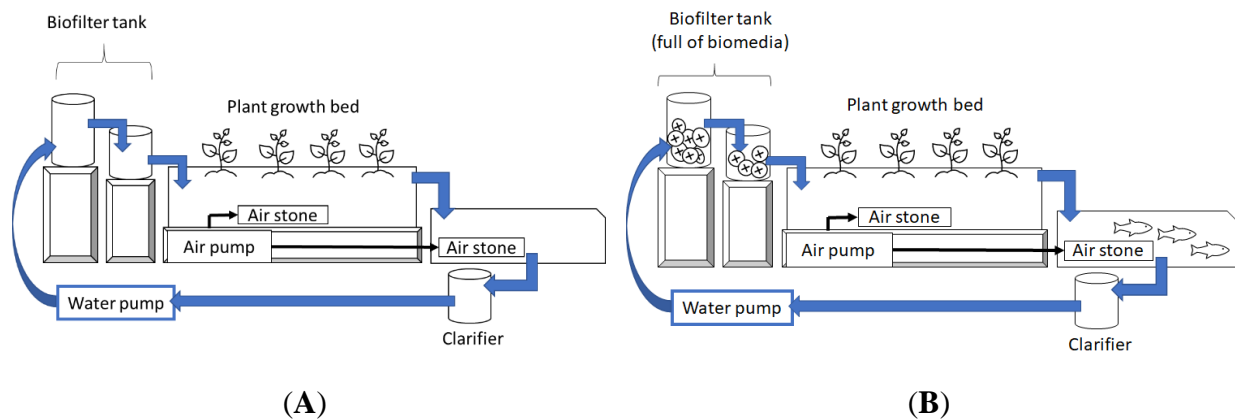 Biofilter tank
Plant growth bed
Air stone
Air pump
Air stone
Water pump
Clarifier
(A)
Biofilter tank
(full of biomedia)
Plant growth bed
Air stone
Air pump
Air stone
Water pump
Clarifier
(B)